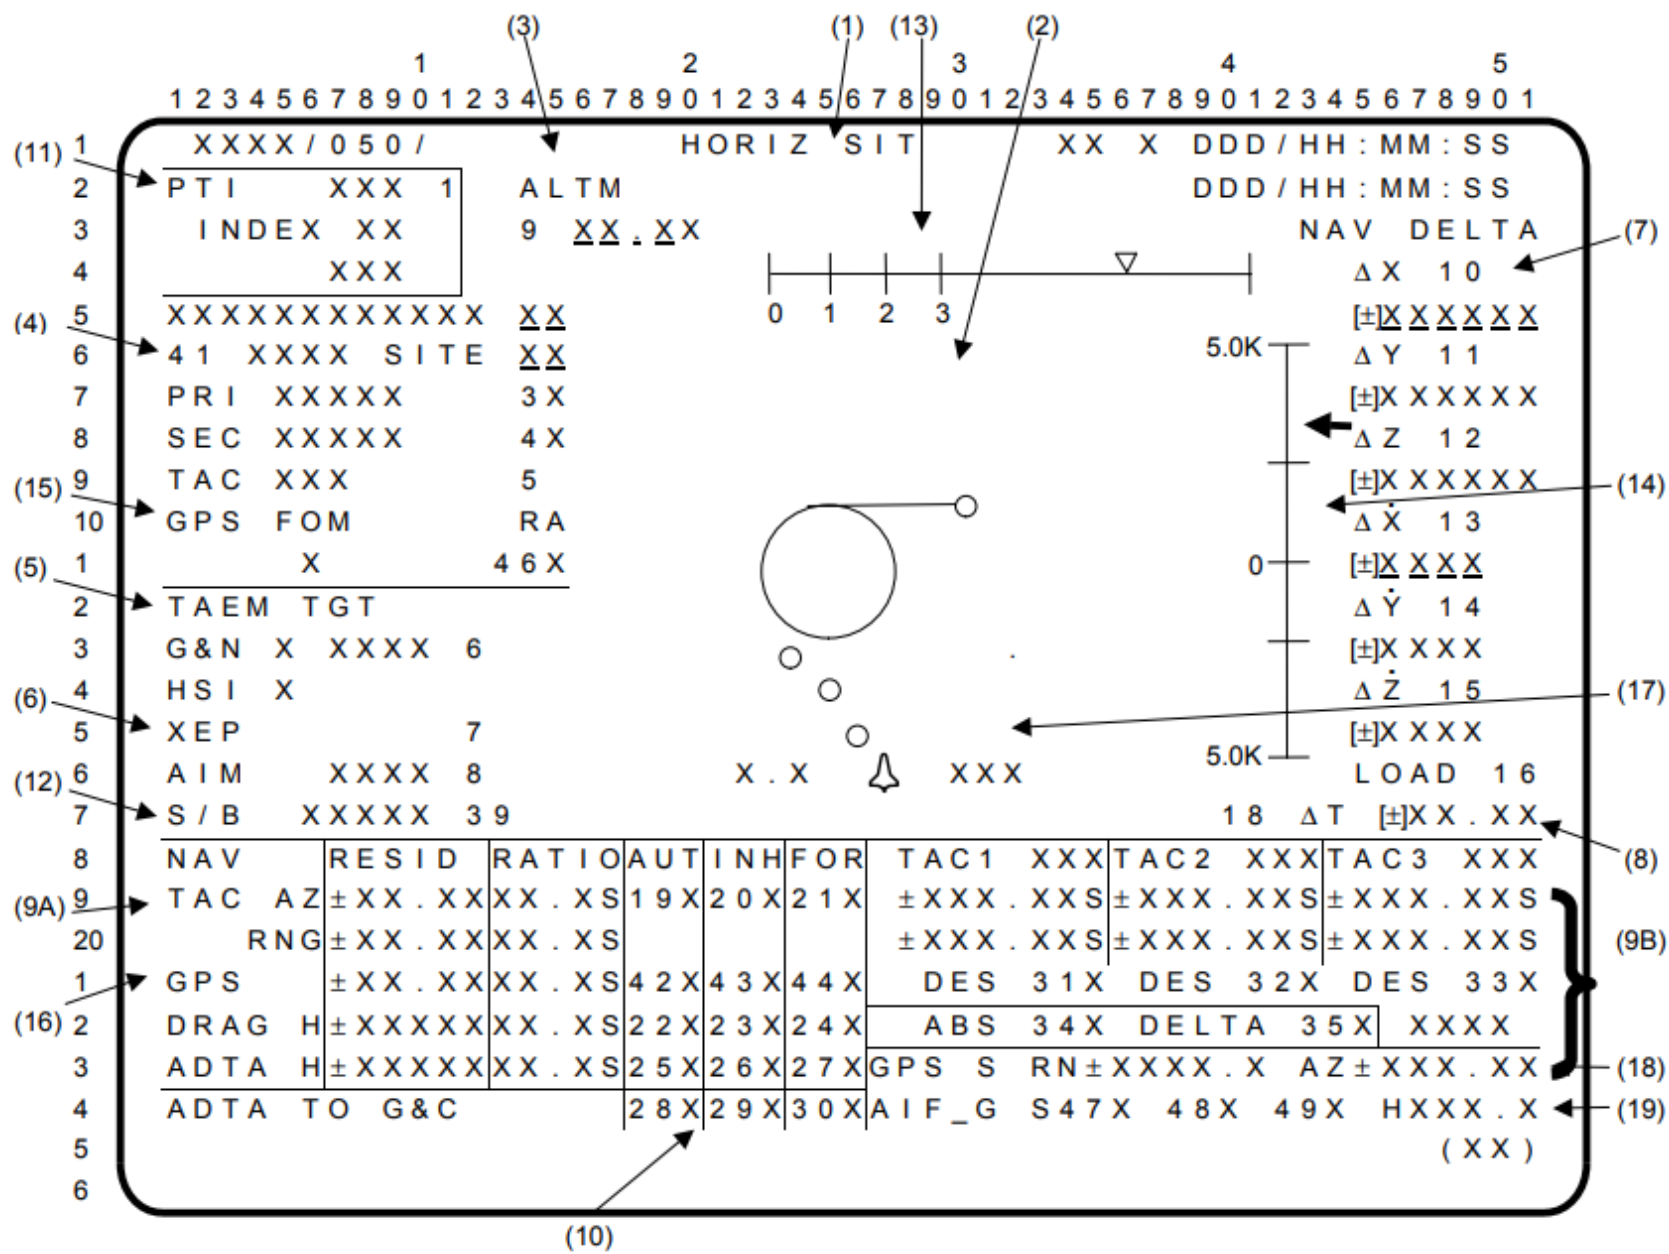 (3) (1) (13) (2)
1 2 3 4 5
1 2 3 4 5 6 7 8 9 0 1 2 3 4 5 6 7 8 9 0 1 2 3 4 5 6 7 8 9 0 1 2 3 4 5 6 7 8 9 0 1 2 3 4 5 6 7 8 9 0 1
(11) 1 XXXX/050/ HORIZ SIT XX X DDD/HH:MM:SS
2 PTI XXX 1 ALTM DDD/HH:MM:SS
3 INDEX XX 9 XX.XX NAV DELTA (7)
4 XXX ΔX 10
(4) 5 XXXXXXXXXXXX XX 0 1 2 3 [±]XXXXXX
6 41 XXXX SITE XX 5.0K ΔY 11
7 PRI XXXXX 3X [±]XXXXXX
8 SEC XXXXX 4X ΔZ 12
(15) 9 TAC XXX 5 [±]XXXXXX (14)
10 GPS FOM RA ΔẊ 13
(5) 1 X 46X 0 [±]XXXX
2 TAEM TGT ΔẎ 14
3 G&N X XXXX 6 [±]XXXX
(6) 4 HSI X ΔŻ 15 (17)
5 XEP 7 [±]XXXX
(12) 6 AIM XXXX 8 X.X XXX 5.0K LOAD 16
7 S/B XXXXX 39 18 ΔT [±]XX.XX
8 NAV RESID RATIO AUT INH FOR TAC1 XXX TAC2 XXX TAC3 XXX (8)
(9A) 9 TAC AZ ±XX.XX XX.XS 19X 20X 21X ±XXX.XXS ±XXX.XXS ±XXX.XXS
20 RNG ±XX.XX XX.XS ±XXX.XXS ±XXX.XXS ±XXX.XXS (9B)
1 GPS ±XX.XX XX.XS 42X 43X 44X DES 31X DES 32X DES 33X
(16) 2 DRAG H ±XXXXX XX.XS 22X 23X 24X ABS 34X DELTA 35X XXXX
3 ADTA H ±XXXXX XX.XS 25X 26X 27X GPS S RN±XXXX.X AZ±XXX.XX (18)
4 ADTA TO G&C 28X 29X 30X AIF_G S47X 48X 49X HXXX.X (19)
5 (XX)
6
(10)